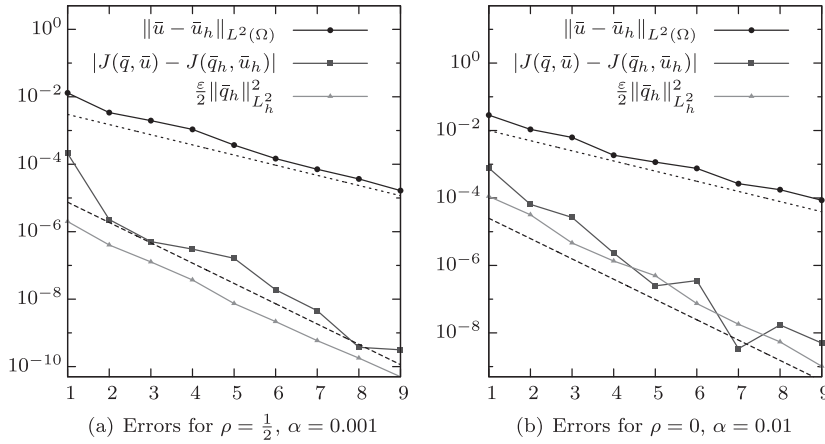 10^0
10^{-2}
10^{-4}
10^{-6}
10^{-8}
10^{-10}
‖ū − ū_h‖_{L²(Ω)}
|J(q̄, ū) − J(q̄_h, ū_h)|
ε/2 ‖q̄_h‖²_{L²_h}
1 2 3 4 5 6 7 8 9
(a) Errors for ρ = 1/2, α = 0.001
10^0
10^{-2}
10^{-4}
10^{-6}
10^{-8}
‖ū − ū_h‖_{L²(Ω)}
|J(q̄, ū) − J(q̄_h, ū_h)|
ε/2 ‖q̄_h‖²_{L²_h}
1 2 3 4 5 6 7 8 9
(b) Errors for ρ = 0, α = 0.01